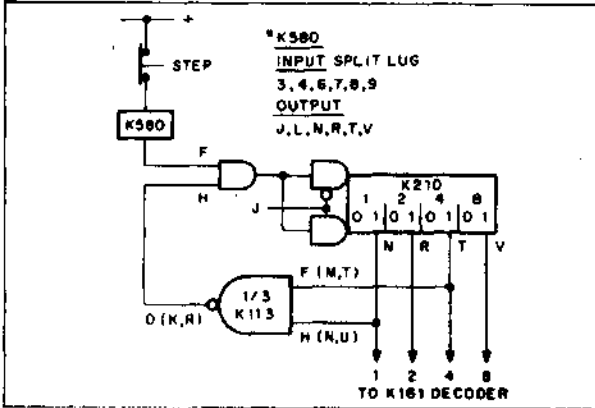 +
*K580
INPUT SPLIT LUG
STEP
3,4,6,7,8,9
OUTPUT
K580
J,L,N,R,T,V
F
K210
H
1 2 4 8
J
0 1 0 1 0 1 0 1
N R T V
F (M,T)
1/3
K113
D (K,R)
H (N,U)
1 2 4 8
TO K161 DECODER